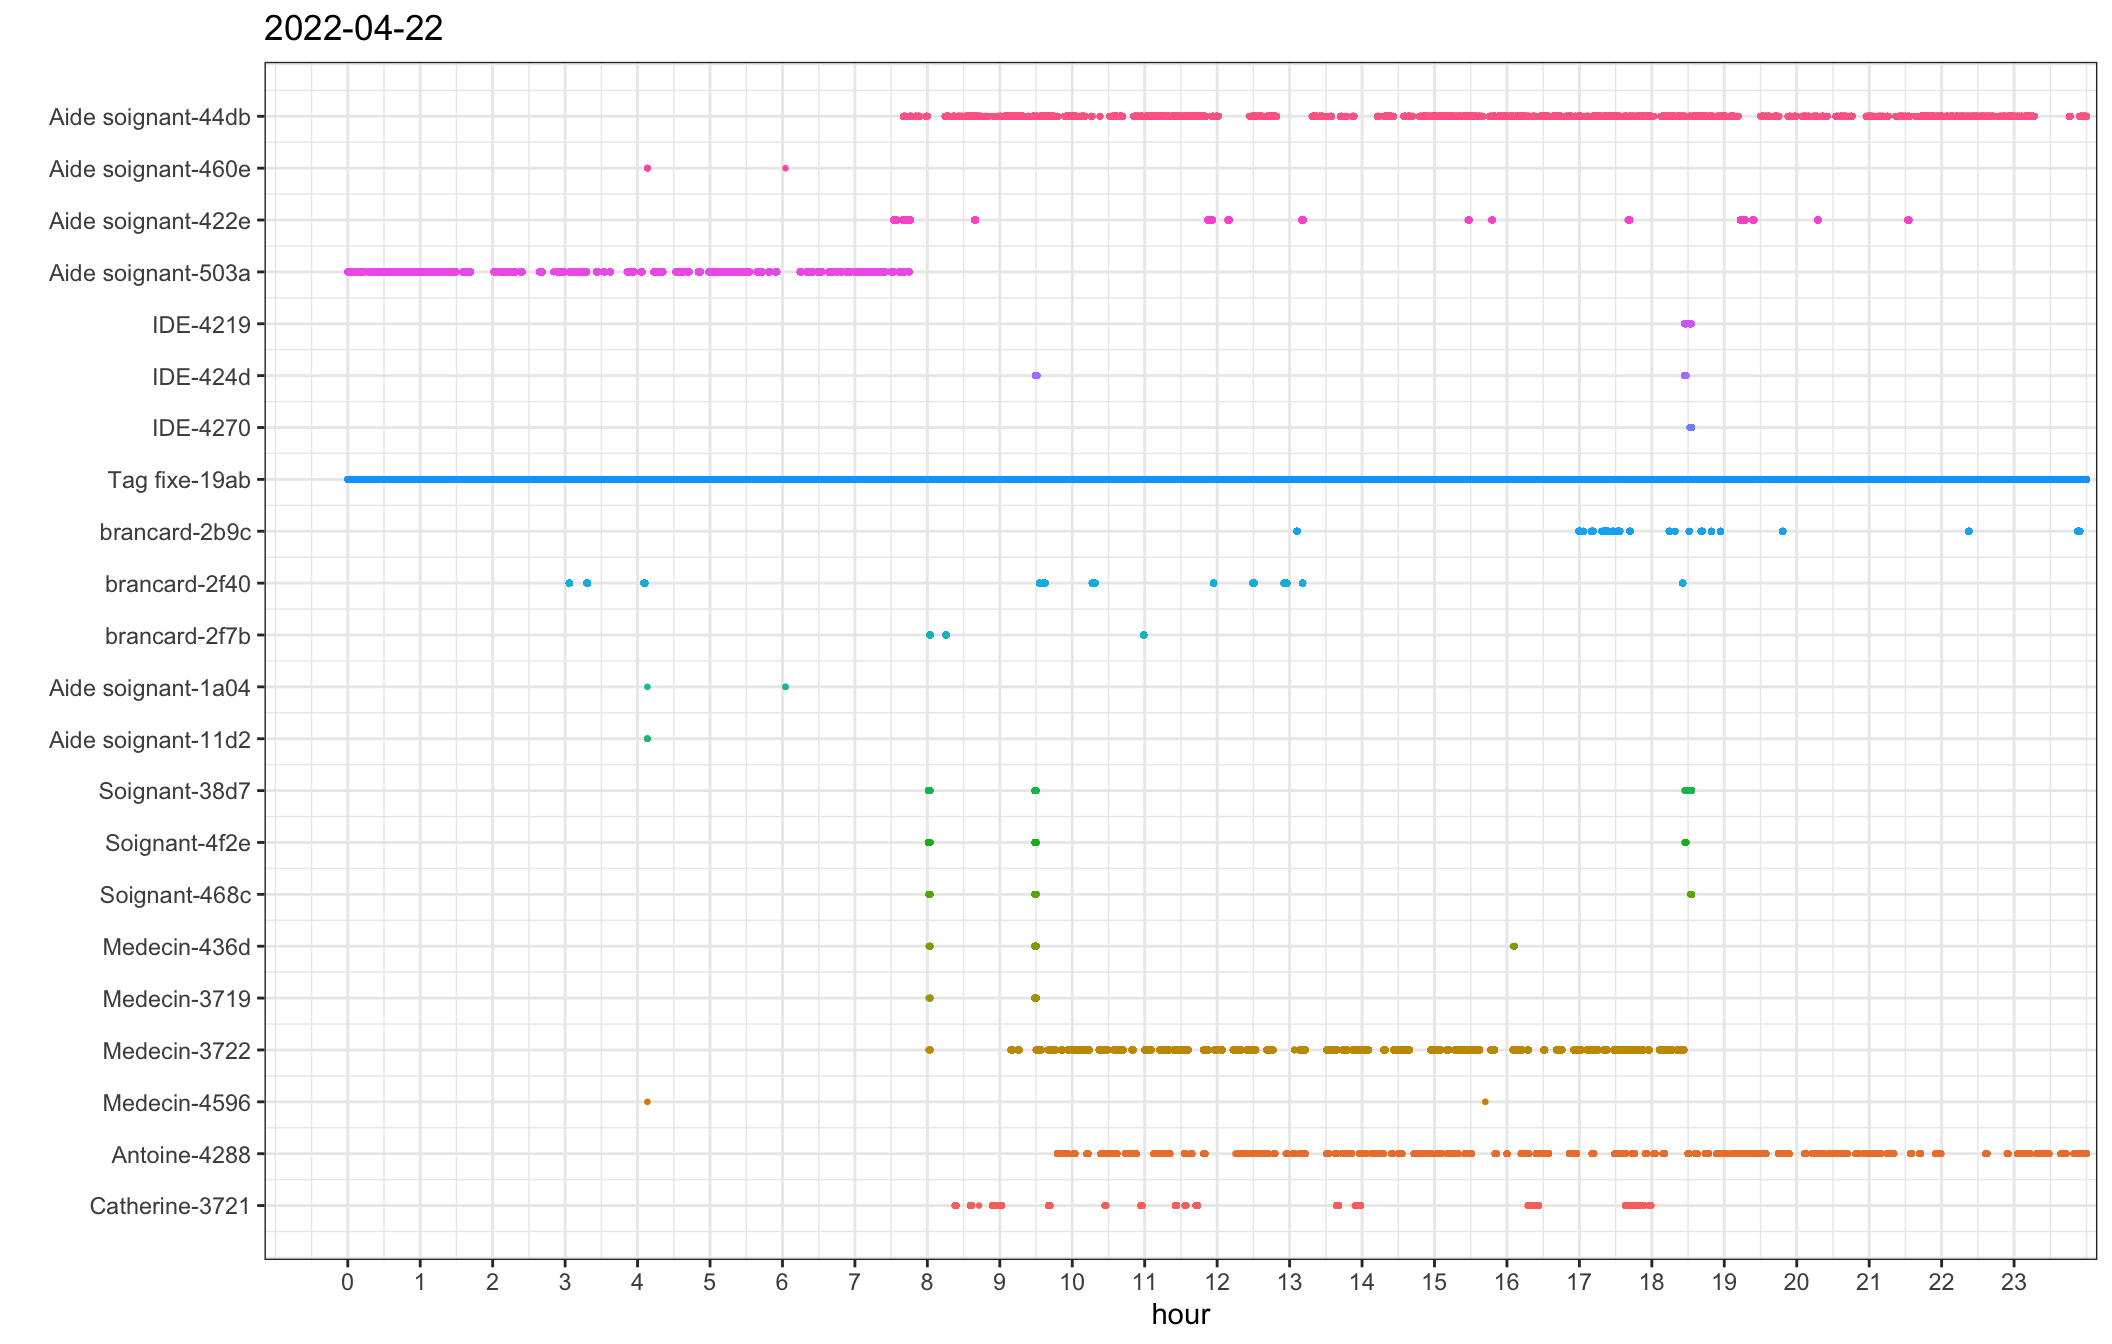 2022-04-22
Aide soignant-44db
Aide soignant-460e
Aide soignant-422e
Aide soignant-503a
IDE-4219
IDE-424d
IDE-4270
Tag fixe-19ab
brancard-2b9c
brancard-2f40
brancard-2f7b
Aide soignant-1a04
Aide soignant-11d2
Soignant-38d7
Soignant-4f2e
Soignant-468c
Medecin-436d
Medecin-3719
Medecin-3722
Medecin-4596
Antoine-4288
Catherine-3721
0 1 2 3 4 5 6 7 8 9 10 11 12 13 14 15 16 17 18 19 20 21 22 23
hour